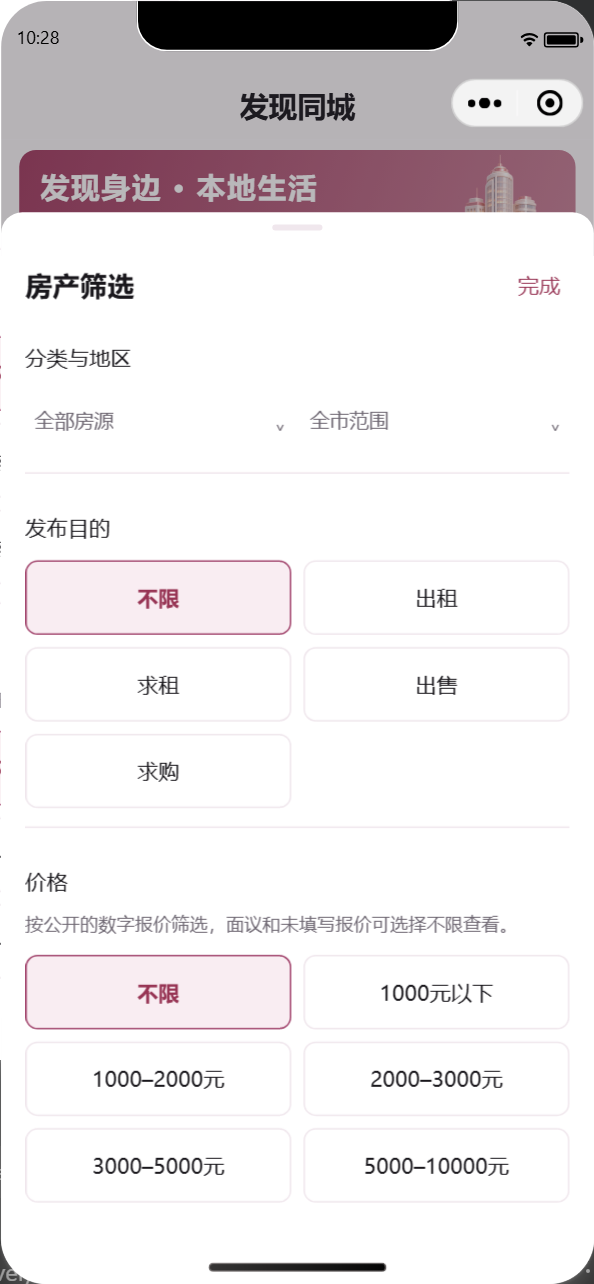 10:28
发现同城
发现身边 • 本地生活
房产筛选
完成
分类与地区
全部房源
全市范围
发布目的
不限
出租
求租
出售
求购
价格
按公开的数字报价筛选，面议和未填写报价可选择不限查看。
不限
1000元以下
1000–2000元
2000–3000元
3000–5000元
5000–10000元